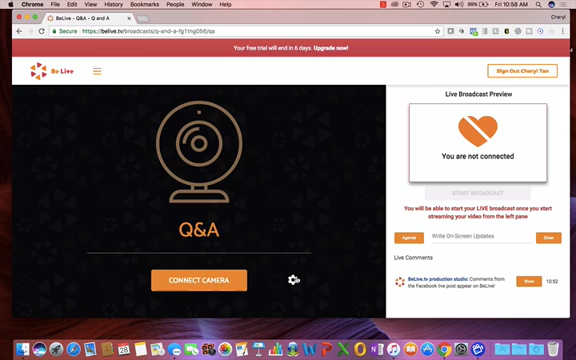 Chrome File Edit View History Bookmarks People Window Help
99% Fri 10:58 AM
BeLive - Q&A - Q and A
Cheryl
Secure https://belive.tv/broadcasts/q-and-a-fg11ng056/qa
Your free trial will end in 6 days. Upgrade now!
Be Live
Sign Out Cheryl Tan
Live Broadcast Preview
You are not connected
START BROADCAST
You will be able to start your LIVE broadcast once you start
streaming your video from the left pane
Q&A
CONNECT CAMERA
Agenda
Write On-Screen Updates
Show
Live Comments
BeLive.tv production studio: Comments from
the Facebook live post appear on BeLive!
Show
10:52
28